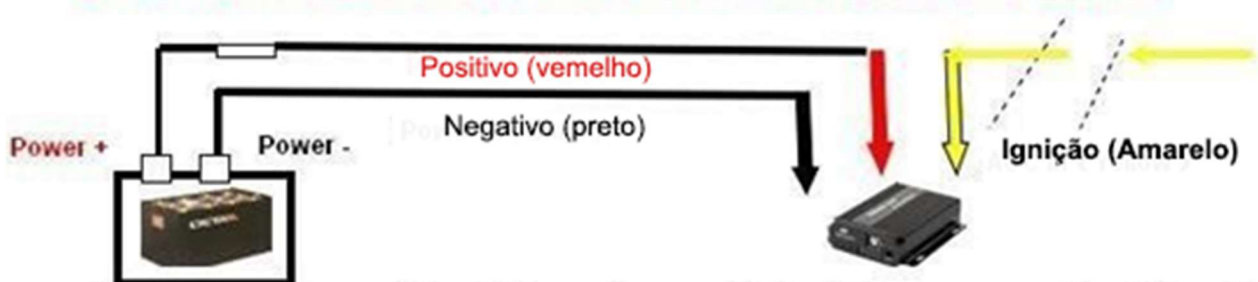 Positivo (vemelho)
Negativo (preto)
Power +
Power -
Ignição (Amarelo)